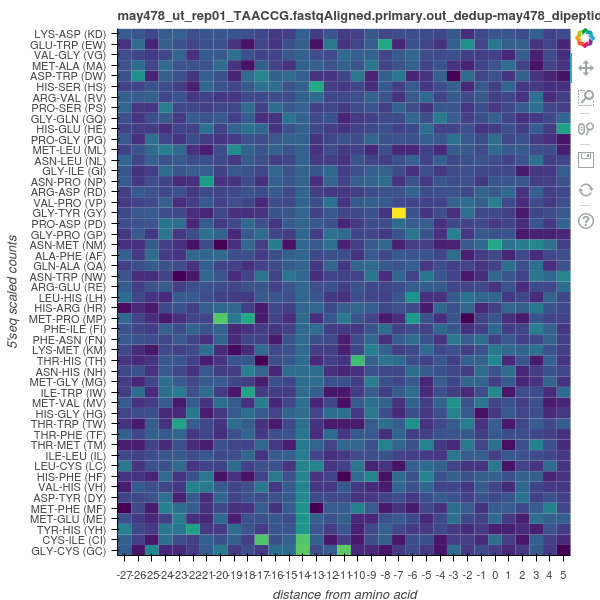 may478_ut_rep01_TAACCG.fastqAligned.primary.out_dedup-may478_dipeptid
LYS-ASP (KD)
GLU-TRP (EW)
VAL-GLY (VG)
MET-ALA (MA)
ASP-TRP (DW)
HIS-SER (HS)
ARG-VAL (RV)
PRO-SER (PS)
GLY-GLN (GQ)
HIS-GLU (HE)
PRO-GLY (PG)
MET-LEU (ML)
ASN-LEU (NL)
GLY-ILE (GI)
ASN-PRO (NP)
ARG-ASP (RD)
VAL-PRO (VP)
GLY-TYR (GY)
PRO-ASP (PD)
GLY-PRO (GP)
ASN-MET (NM)
ALA-PHE (AF)
GLN-ALA (QA)
ASN-TRP (NW)
ARG-GLU (RE)
LEU-HIS (LH)
HIS-ARG (HR)
MET-PRO (MP)
PHE-ILE (FI)
PHE-ASN (FN)
LYS-MET (KM)
THR-HIS (TH)
ASN-HIS (NH)
MET-GLY (MG)
ILE-TRP (IW)
MET-VAL (MV)
HIS-GLY (HG)
THR-TRP (TW)
THR-PHE (TF)
THR-MET (TM)
ILE-LEU (IL)
LEU-CYS (LC)
HIS-PHE (HF)
VAL-HIS (VH)
ASP-TYR (DY)
MET-PHE (MF)
MET-GLU (ME)
TYR-HIS (YH)
CYS-ILE (CI)
GLY-CYS (GC)
5'seq scaled counts
-27-26-25-24-23-22-21-20-19-18-17-16-15-14-13-12-11-10 -9 -8 -7 -6 -5 -4 -3 -2 -1 0 1 2 3 4 5
distance from amino acid